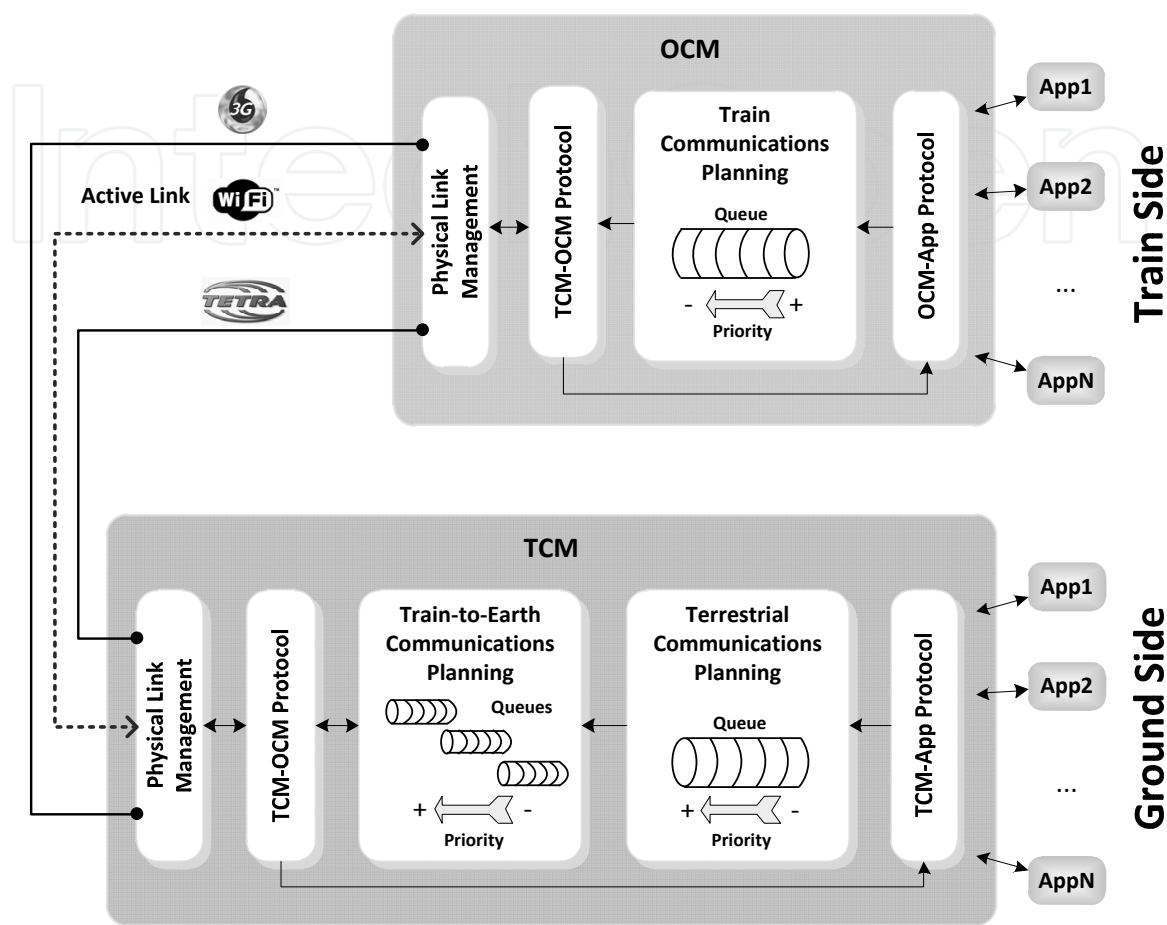 OCM
3G
Active Link
WiFi™
TETRA
Physical Link
Management
TCM-OCM Protocol
Train
Communications
Planning
Queue
- +
Priority
OCM-App Protocol
App1
App2
...
AppN
Train Side
TCM
Physical Link
Management
TCM-OCM Protocol
Train-to-Earth
Communications
Planning
Queues
+ -
Priority
Terrestrial
Communications
Planning
Queue
+ -
Priority
TCM-App Protocol
App1
App2
...
AppN
Ground Side